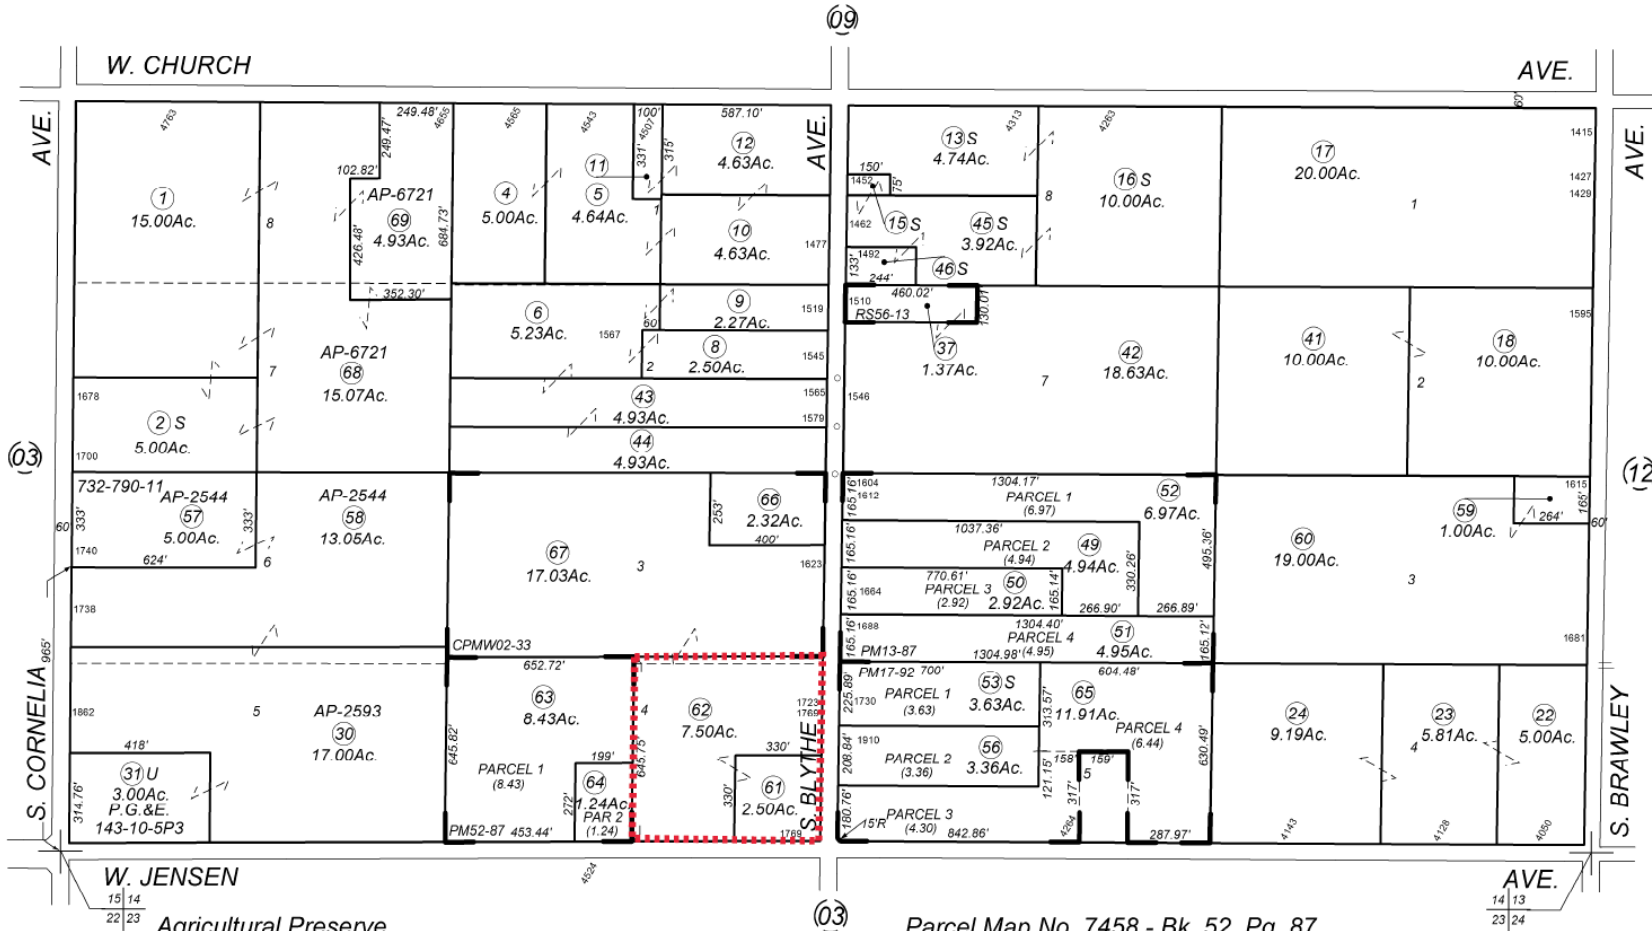 (09)
W. CHURCH
AVE.
60'
AVE.
AVE.
AVE.
4763
249.48'
4655
4565
4543
100'
4507
587.10'
4313
4263
1415
249.47'
331'
315'
12
4.63Ac.
13 S
4.74Ac.
17
20.00Ac.
102.82'
11
150'
1452
75'
1427
1429
1
15.00Ac.
8
AP-6721
69
4.93Ac.
426.48'
684.73'
4
5.00Ac.
5
4.64Ac.
1
16 S
10.00Ac.
8
1
10
4.63Ac.
1477
1462
15 S
45 S
3.92Ac.
1492
133'
244'
46 S
352.30'
6
5.23Ac.
1567
60'
9
2.27Ac.
1519
460.02'
1510
RS56-13
130.01'
1595
AP-6721
68
15.07Ac.
7
8
2.50Ac.
2
1545
37
1.37Ac.
42
18.63Ac.
7
41
10.00Ac.
2
18
10.00Ac.
1678
43
4.93Ac.
1565
1579
1546
2 S
5.00Ac.
1700
44
4.93Ac.
(03)
(12)
732-790-11
AP-2544
57
5.00Ac.
60'
333'
333'
1740
624'
6
AP-2544
58
13.05Ac.
253'
66
2.32Ac.
400'
67
17.03Ac.
3
1623
1604
1612
165.16'
1304.17'
PARCEL 1
(6.97)
52
6.97Ac.
165.16'
1037.36'
PARCEL 2
(4.94)
49
4.94Ac.
330.26'
495.36'
770.61'
PARCEL 3
(2.92)
50
2.92Ac.
165.14'
165.16'
1664
266.90'
266.89'
1688
165.16'
1304.40'
PARCEL 4
(4.95)
51
4.95Ac.
165.12'
PM13-87
1304.98'
59
1.00Ac.
1615
165'
264'
60'
60
19.00Ac.
3
1681
1738
965'
CPMW02-33
S. CORNELIA
1862
5
AP-2593
30
17.00Ac.
418'
31 U
3.00Ac.
P.G.&E.
143-10-5P3
314.76'
652.72'
63
8.43Ac.
645.82'
PARCEL 1
(8.43)
199'
64
1.24Ac.
PAR 2
(1.24)
272'
PM52-87
453.44'
4
645.75'
62
7.50Ac.
1723
1769
330'
61
2.50Ac.
330'
1769
S. BLYTHE
PM17-92
700'
225.89'
1730
PARCEL 1
(3.63)
53 S
3.63Ac.
313.57'
604.48'
65
11.91Ac.
PARCEL 4
(6.44)
630.49'
1910
208.84'
PARCEL 2
(3.36)
56
3.36Ac.
158'
159'
5
121.15'
317'
317'
180.76'
15'R
PARCEL 3
(4.30)
842.86'
4264
287.97'
24
9.19Ac.
23
5.81Ac.
4
22
5.00Ac.
4143
4128
4050
S. BRAWLEY
W. JENSEN
4524
AVE.
15 14
22 23
14 13
23 24
(03)
Agricultural Preserve
Parcel Map No. 7458 - Bk. 52, Pg. 87